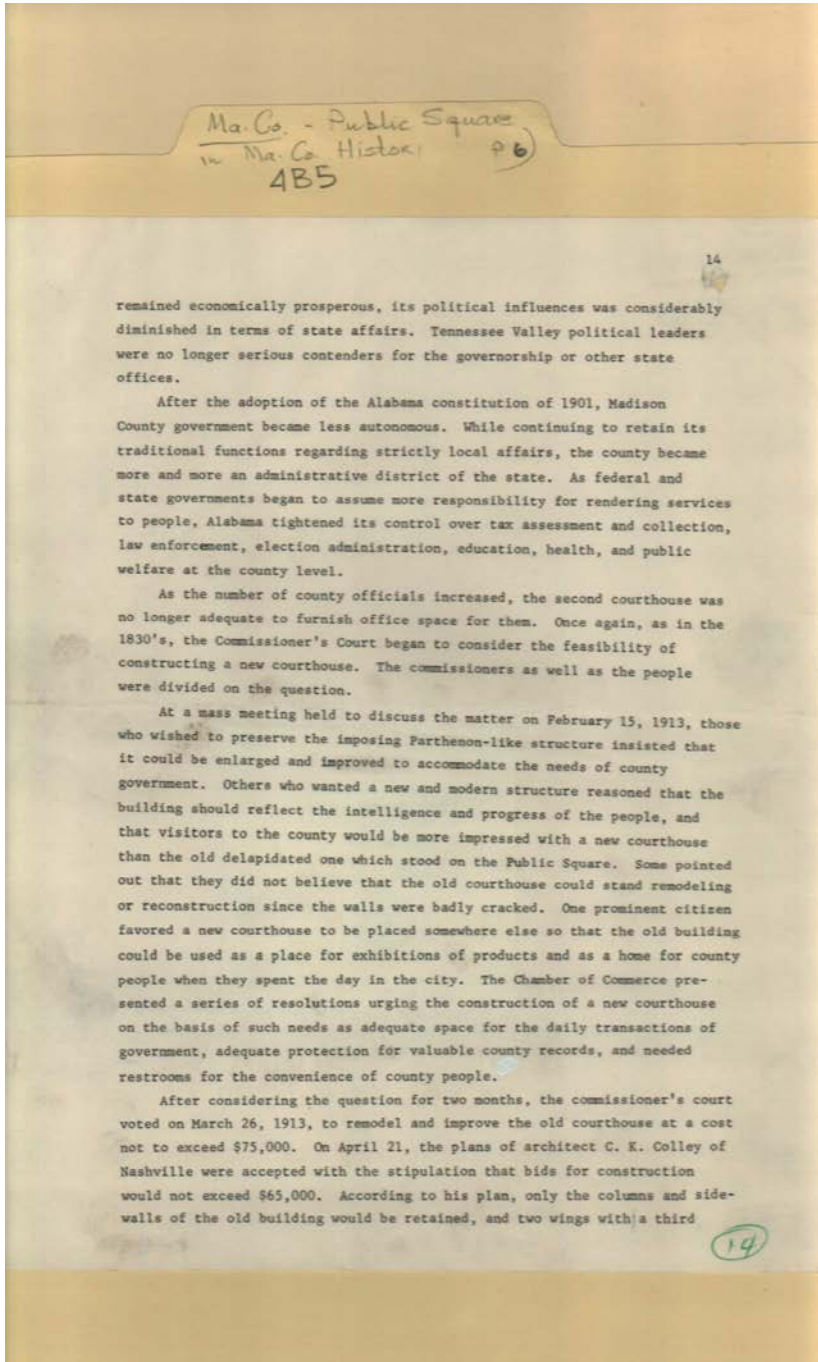 Ma. Co. - Public Square
in Ma. Co. Histor. p 6)
4B5
14
remained economically prosperous, its political influences was considerably
diminished in terms of state affairs. Tennessee Valley political leaders
were no longer serious contenders for the governorship or other state
offices.
After the adoption of the Alabama constitution of 1901, Madison
County government became less autonomous. While continuing to retain its
traditional functions regarding strictly local affairs, the county became
more and more an administrative district of the state. As federal and
state governments began to assume more responsibility for rendering services
to people, Alabama tightened its control over tax assessment and collection,
law enforcement, election administration, education, health, and public
welfare at the county level.
As the number of county officials increased, the second courthouse was
no longer adequate to furnish office space for them. Once again, as in the
1830's, the Commissioner's Court began to consider the feasibility of
constructing a new courthouse. The commissioners as well as the people
were divided on the question.
At a mass meeting held to discuss the matter on February 15, 1913, those
who wished to preserve the imposing Parthenon-like structure insisted that
it could be enlarged and improved to accommodate the needs of county
government. Others who wanted a new and modern structure reasoned that the
building should reflect the intelligence and progress of the people, and
that visitors to the county would be more impressed with a new courthouse
than the old delapidated one which stood on the Public Square. Some pointed
out that they did not believe that the old courthouse could stand remodeling
or reconstruction since the walls were badly cracked. One prominent citizen
favored a new courthouse to be placed somewhere else so that the old building
could be used as a place for exhibitions of products and as a home for county
people when they spent the day in the city. The Chamber of Commerce pre-
sented a series of resolutions urging the construction of a new courthouse
on the basis of such needs as adequate space for the daily transactions of
government, adequate protection for valuable county records, and needed
restrooms for the convenience of county people.
After considering the question for two months, the commissioner's court
voted on March 26, 1913, to remodel and improve the old courthouse at a cost
not to exceed $75,000. On April 21, the plans of architect C. K. Colley of
Nashville were accepted with the stipulation that bids for construction
would not exceed $65,000. According to his plan, only the columns and side-
walls of the old building would be retained, and two wings with a third
14